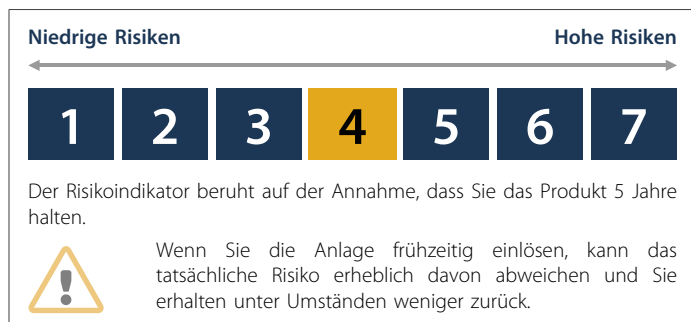 Niedrige Risiken Hohe Risiken
1 2 3 4 5 6 7
Der Risikoindikator beruht auf der Annahme, dass Sie das Produkt 5 Jahre
halten.
Wenn Sie die Anlage frühzeitig einlösen, kann das
tatsächliche Risiko erheblich davon abweichen und Sie
erhalten unter Umständen weniger zurück.